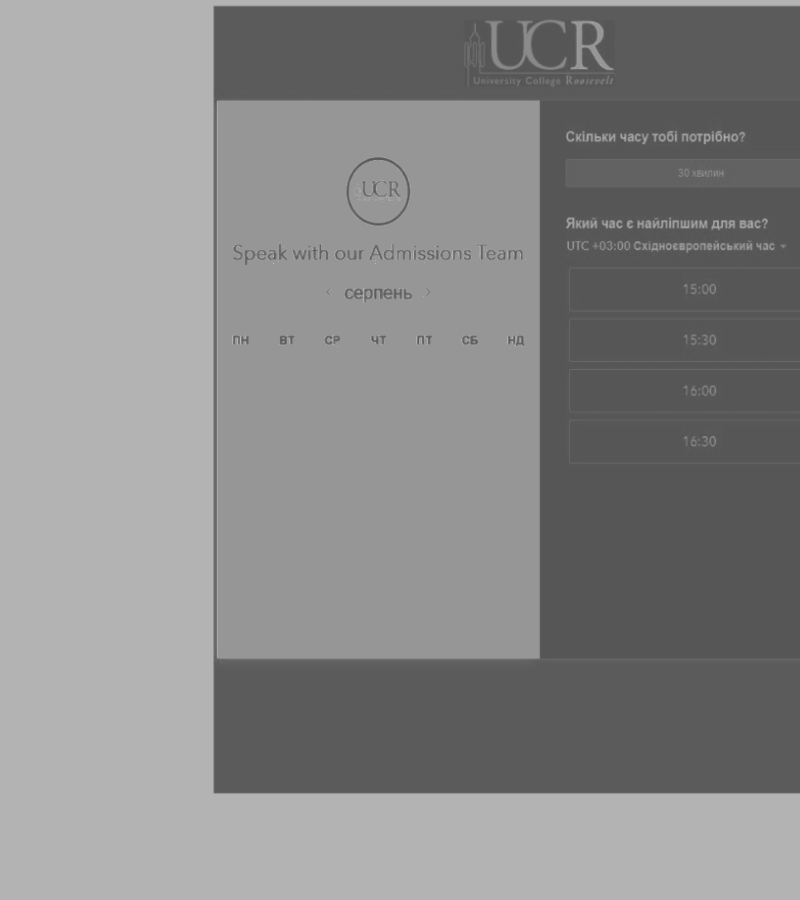 UCR
University College Roosevelt
UCR
Speak with our Admissions Team
серпень
ПН ВТ СР ЧТ ПТ СБ НД
Скільки часу тобі потрібно?
30 хвилин
Який час є найліпшим для вас?
UTC +03:00 Східноєвропейський час
15:00
15:30
16:00
16:30